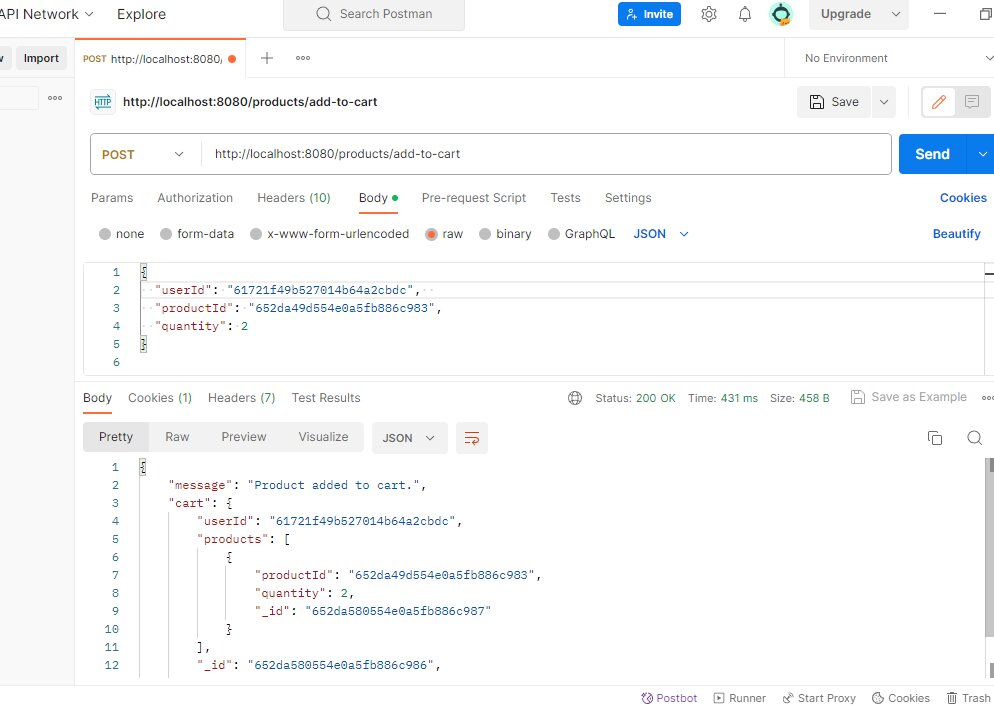 API Network Explore Search Postman Invite Upgrade
Import POST http://localhost:8080/ No Environment
HTTP http://localhost:8080/products/add-to-cart Save
POST http://localhost:8080/products/add-to-cart Send
Params Authorization Headers (10) Body Pre-request Script Tests Settings Cookies
none form-data x-www-form-urlencoded raw binary GraphQL JSON Beautify
1 {
2 "userId": "61721f49b527014b64a2cbdc",
3 "productId": "652da49d554e0a5fb886c983",
4 "quantity": 2
5 }
6
Body Cookies (1) Headers (7) Test Results Status: 200 OK Time: 431 ms Size: 458 B Save as Example
Pretty Raw Preview Visualize JSON
1 {
2 "message": "Product added to cart.",
3 "cart": {
4 "userId": "61721f49b527014b64a2cbdc",
5 "products": [
6 {
7 "productId": "652da49d554e0a5fb886c983",
8 "quantity": 2,
9 "_id": "652da580554e0a5fb886c987"
10 }
11 ],
12 "_id": "652da580554e0a5fb886c986",
Postbot Runner Start Proxy Cookies Trash